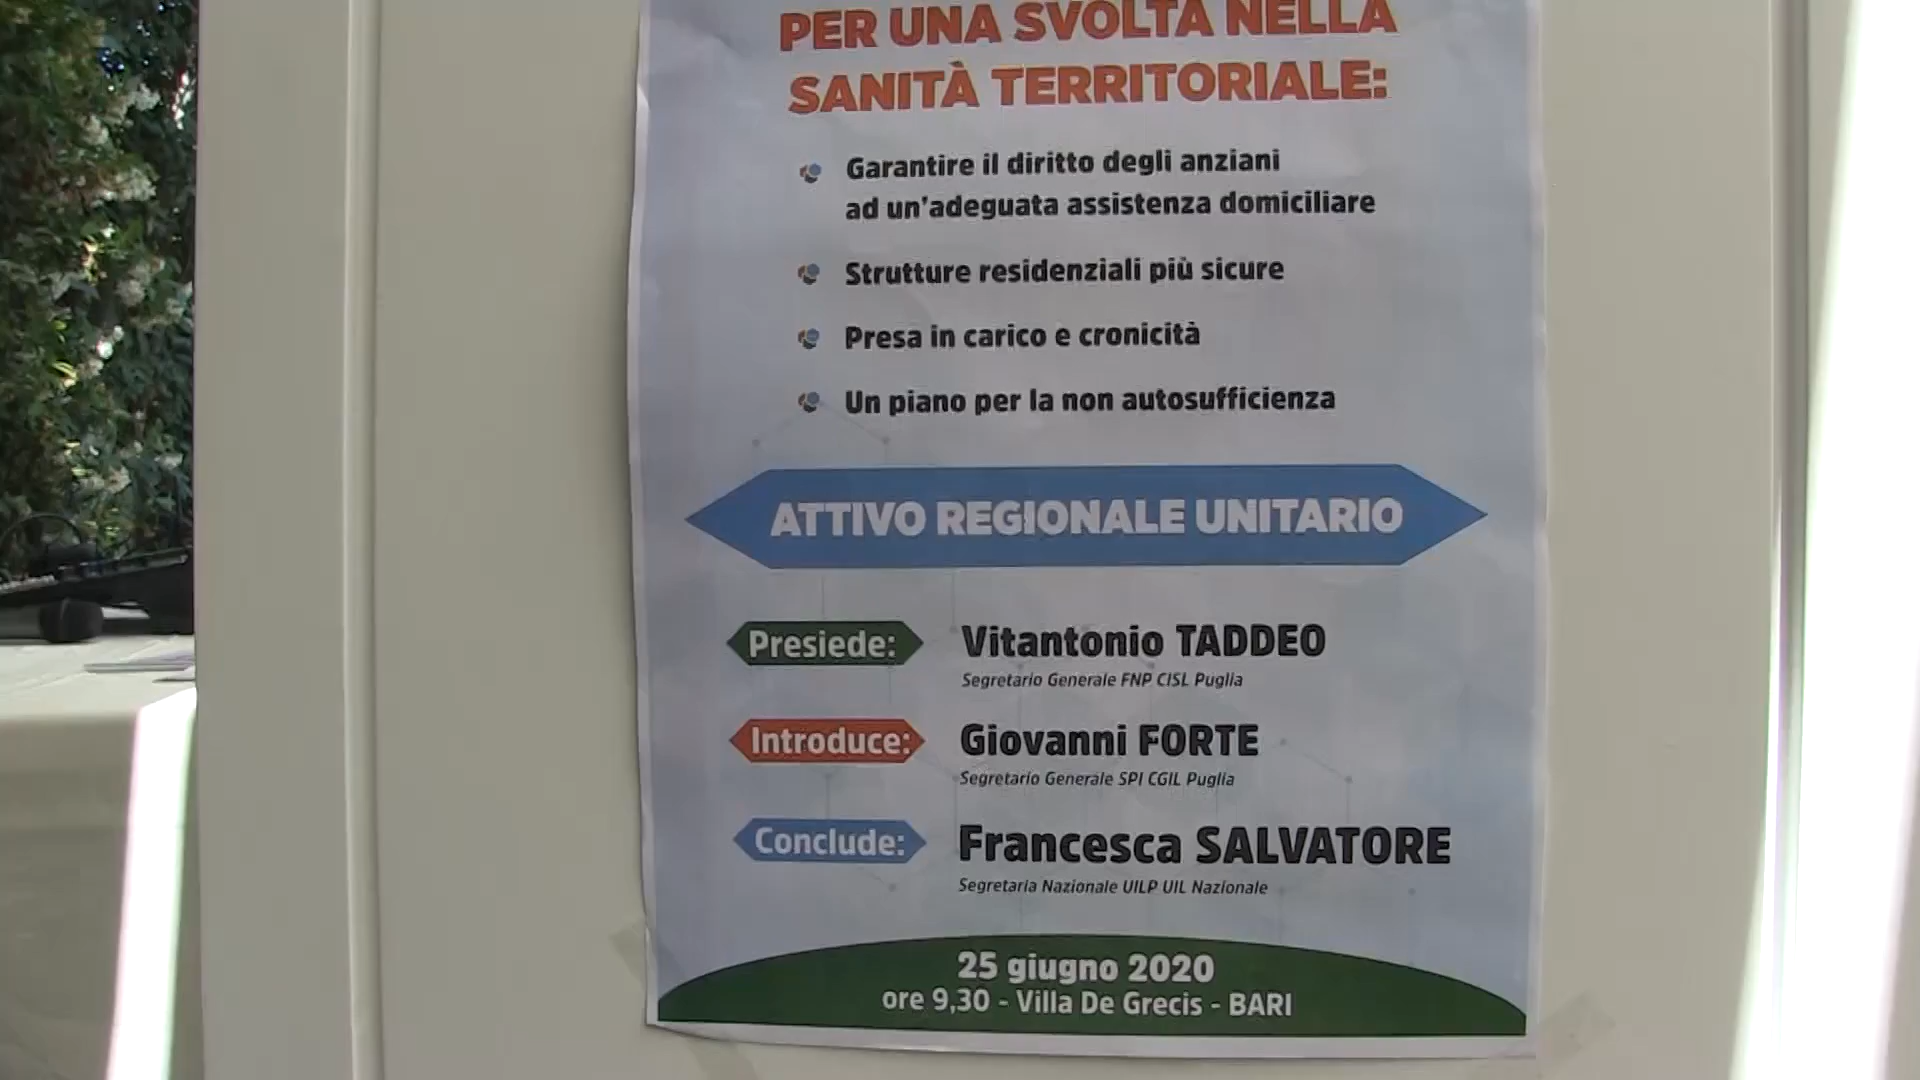 PER UNA SVOLTA NELLA
SANITÀ TERRITORIALE:
Garantire il diritto degli anziani
ad un'adeguata assistenza domiciliare
Strutture residenziali più sicure
Presa in carico e cronicità
Un piano per la non autosufficienza
ATTIVO REGIONALE UNITARIO
Presiede: Vitantonio TADDEO
Segretario Generale FNP CISL Puglia
Introduce: Giovanni FORTE
Segretario Generale SPI CGIL Puglia
Conclude: Francesca SALVATORE
Segretaria Nazionale UILP UIL Nazionale
25 giugno 2020
ore 9,30 - Villa De Grecis - BARI